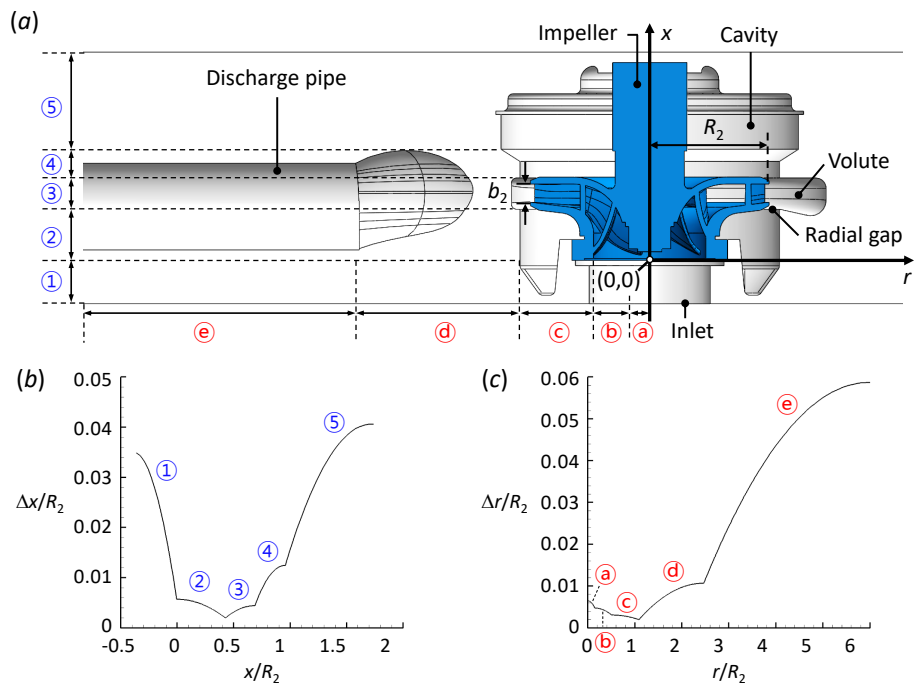 (a)
Impeller
x
Cavity
Discharge pipe
R2
⑤
④
③
②
①
b2
Volute
Radial gap
(0,0)
r
ⓔ
ⓓ
ⓒ
ⓑ
ⓐ
Inlet
(b)
0.05
0.04
0.03
0.02
0.01
0
Δx/R2
①
②
③
④
⑤
-0.5
0
0.5
1
1.5
2
x/R2
(c)
0.06
0.05
0.04
0.03
0.02
0.01
0
Δr/R2
ⓐ
ⓑ
ⓒ
ⓓ
ⓔ
0
1
2
3
4
5
6
r/R2